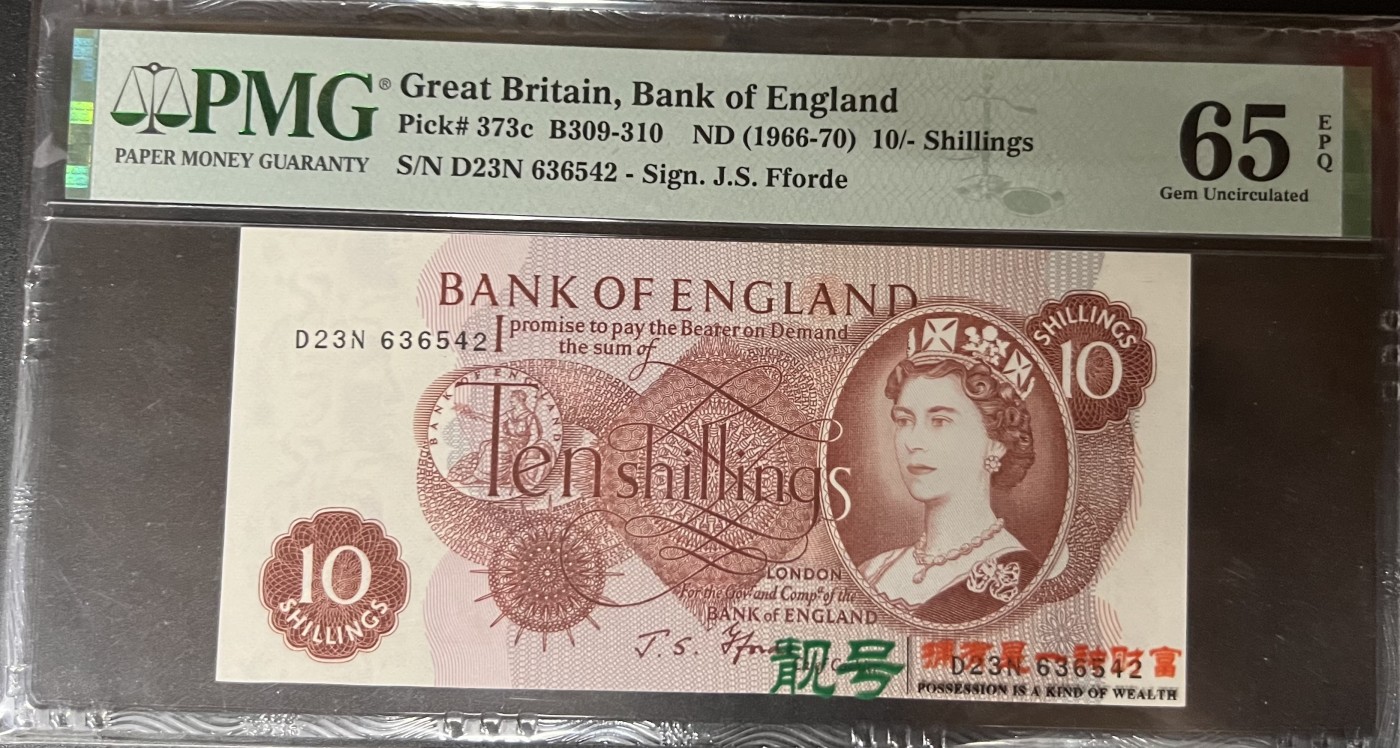 PMG®
PAPER MONEY GUARANTY
Great Britain, Bank of England
Pick# 373c B309-310 ND (1966-70) 10/- Shillings
S/N D23N 636542 - Sign. J.S. Fforde
65 EPQ
Gem Uncirculated
BANK OF ENGLAND
D23N 636542
I promise to pay the Bearer on Demand
the sum of
BANK OF ENGLAND
Ten shillings
SHILLINGS
10
10
SHILLINGS
LONDON
For the Govr and Compa of the
BANK of ENGLAND
J. S. Fforde
D23N 636542
靓号
拥有是一种财富
POSSESSION IS A KIND OF WEALTH